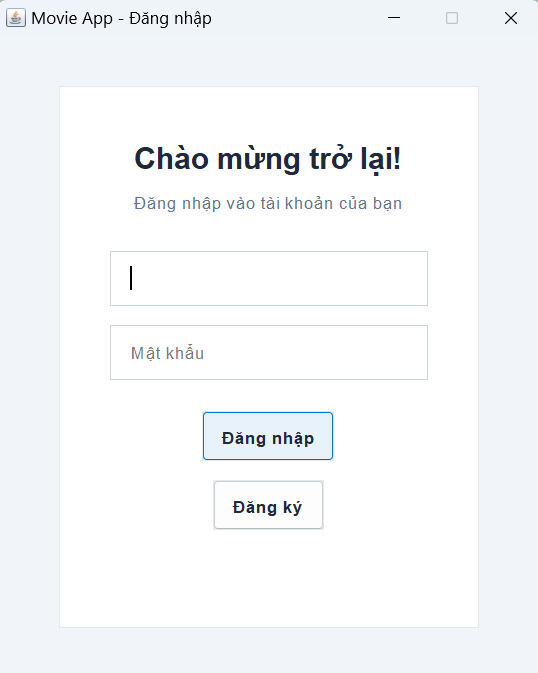 Movie App - Đăng nhập
Chào mừng trở lại!
Đăng nhập vào tài khoản của bạn
Mật khẩu
Đăng nhập
Đăng ký